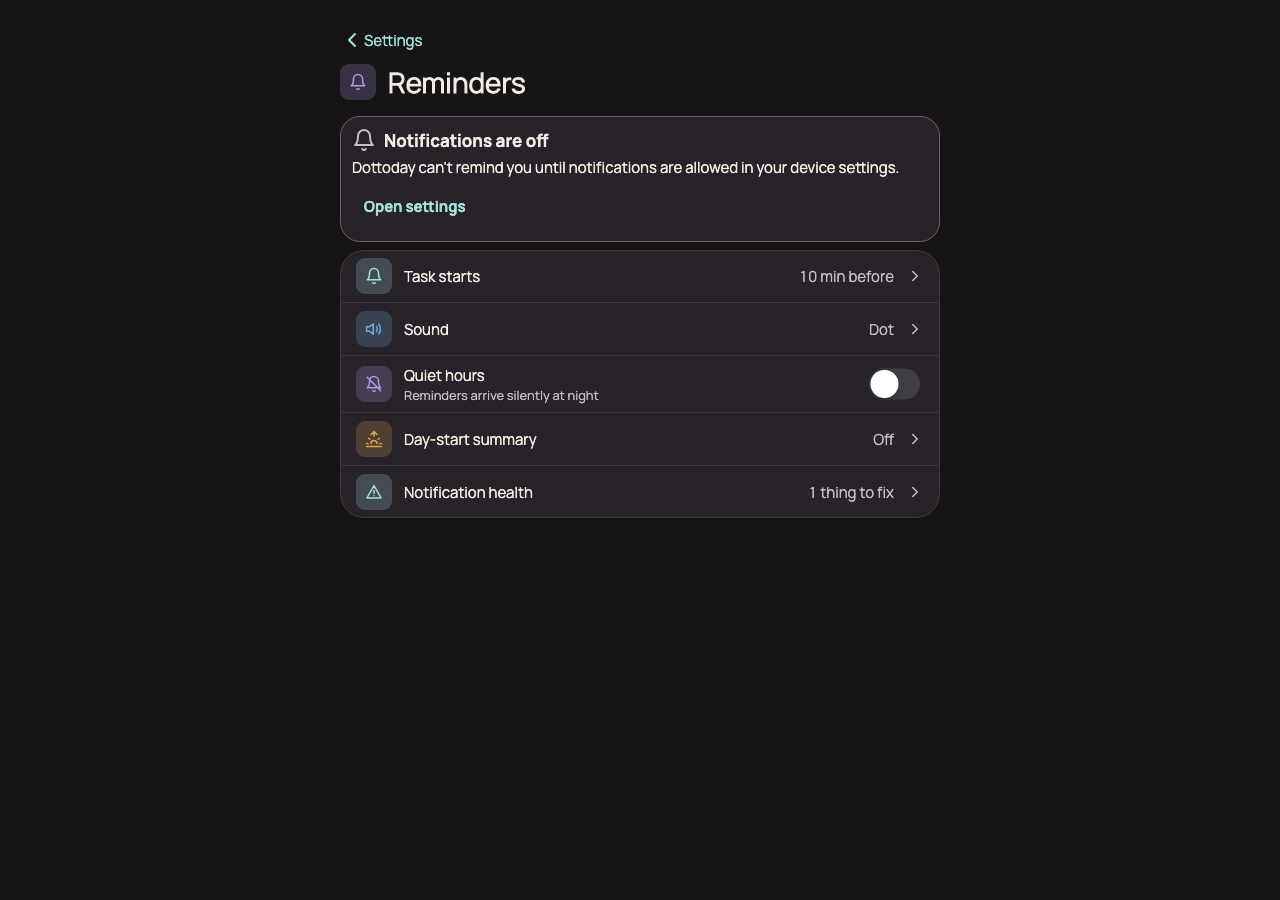 Settings
Reminders
Notifications are off
Dottoday can't remind you until notifications are allowed in your device settings.
Open settings
Task starts 10 min before
Sound Dot
Quiet hours
Reminders arrive silently at night
Day-start summary Off
Notification health 1 thing to fix